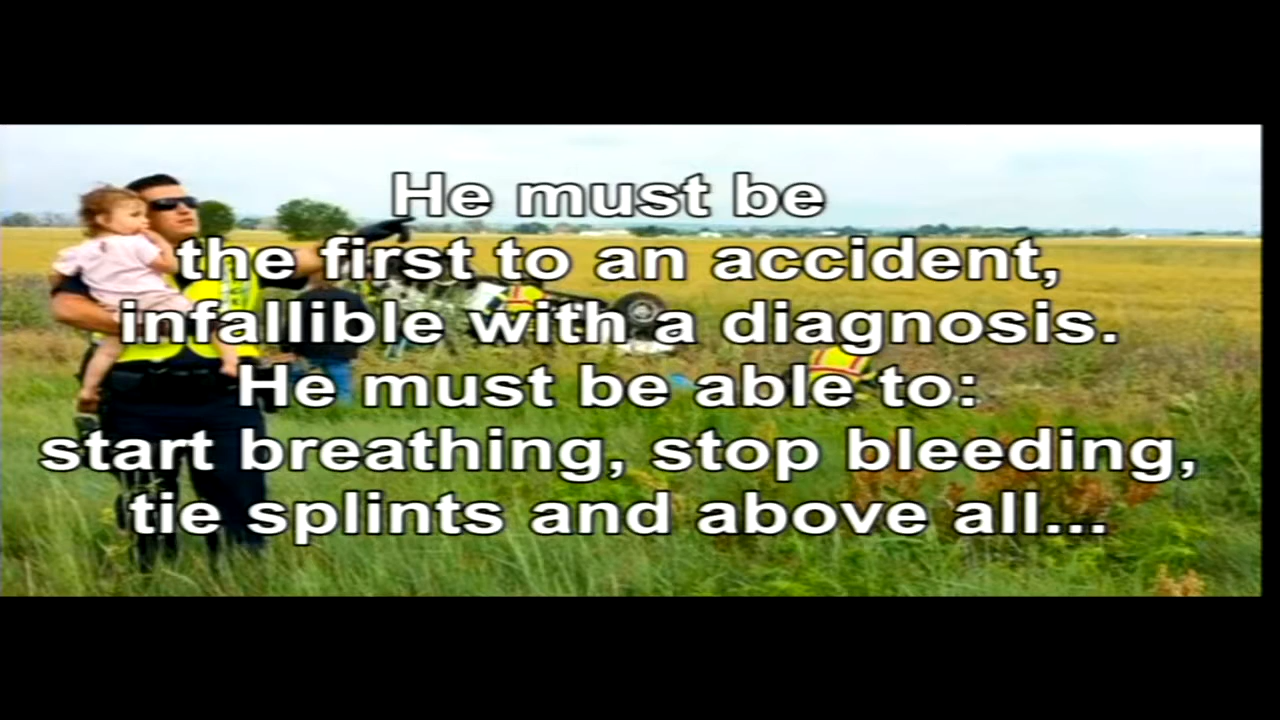 He must be
the first to an accident,
infallible with a diagnosis.
He must be able to:
start breathing, stop bleeding,
tie splints and above all...